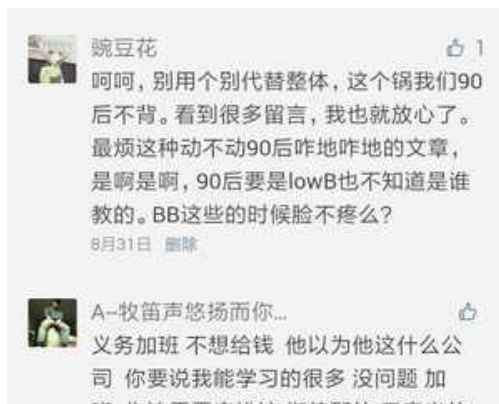 豌豆花 1
呵呵，别用个别代替整体，这个锅我们90
后不背。看到很多留言，我也就放心了。
最烦这种动不动90后咋地咋地的文章，
是啊是啊，90后要是lowB也不知道是谁
教的。BB这些的时候脸不疼么？
8月31日 删除
A--牧笛声悠扬而你...
义务加班 不想给钱 他以为他这什么公
司 你要说我能学习的很多 没问题 加